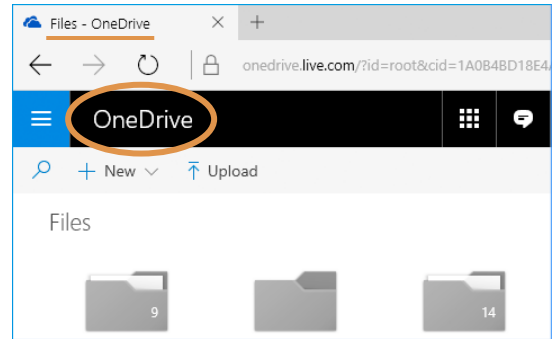 Files - OneDrive
onedrive.live.com/?id=root&cid=1A0B4BD18E4
OneDrive
New Upload
Files
9 14